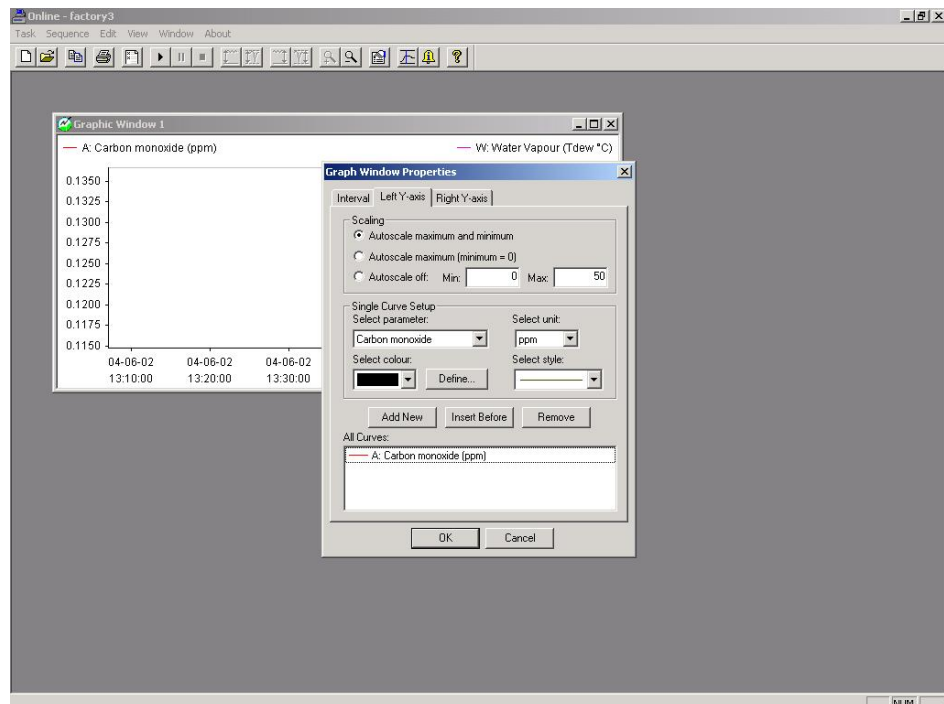 Online - factory3
Task Sequence Edit View Window About
Graphic Window 1
A: Carbon monoxide (ppm)
W: Water Vapour (Tdew °C)
0.1350
0.1325
0.1300
0.1275
0.1250
0.1225
0.1200
0.1175
0.1150
04-06-02 04-06-02 04-06-02
13:10:00 13:20:00 13:30:00
Graph Window Properties
Interval Left Y-axis Right Y-axis
Scaling
Autoscale maximum and minimum
Autoscale maximum (minimum = 0)
Autoscale off: Min: 0 Max: 50
Single Curve Setup
Select parameter: Select unit:
Carbon monoxide ppm
Select colour: Select style:
Define...
Add New Insert Before Remove
All Curves:
A: Carbon monoxide (ppm)
OK Cancel
NUM